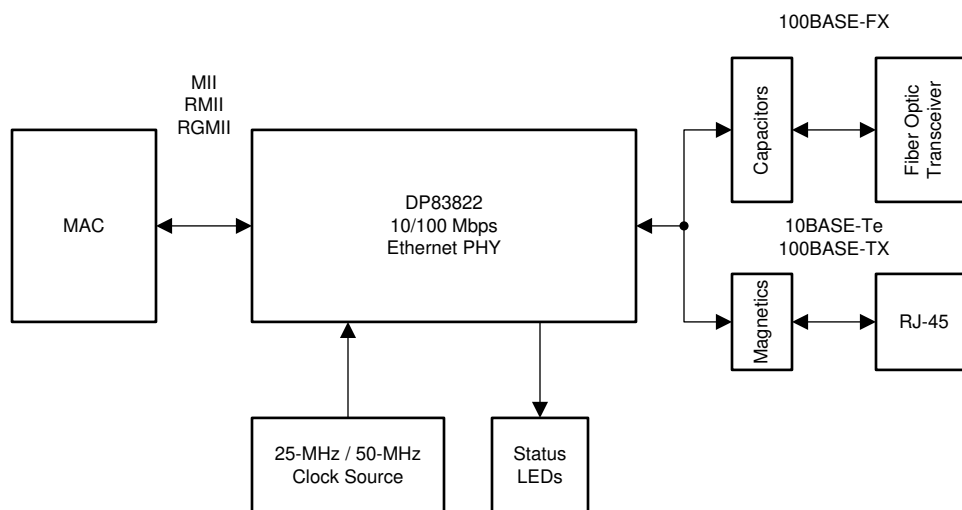 100BASE-FX
MII
RMII
RGMII
Capacitors
Fiber Optic
Transceiver
MAC
DP83822
10/100 Mbps
Ethernet PHY
10BASE-Te
100BASE-TX
Magnetics
RJ-45
25-MHz / 50-MHz
Clock Source
Status
LEDs